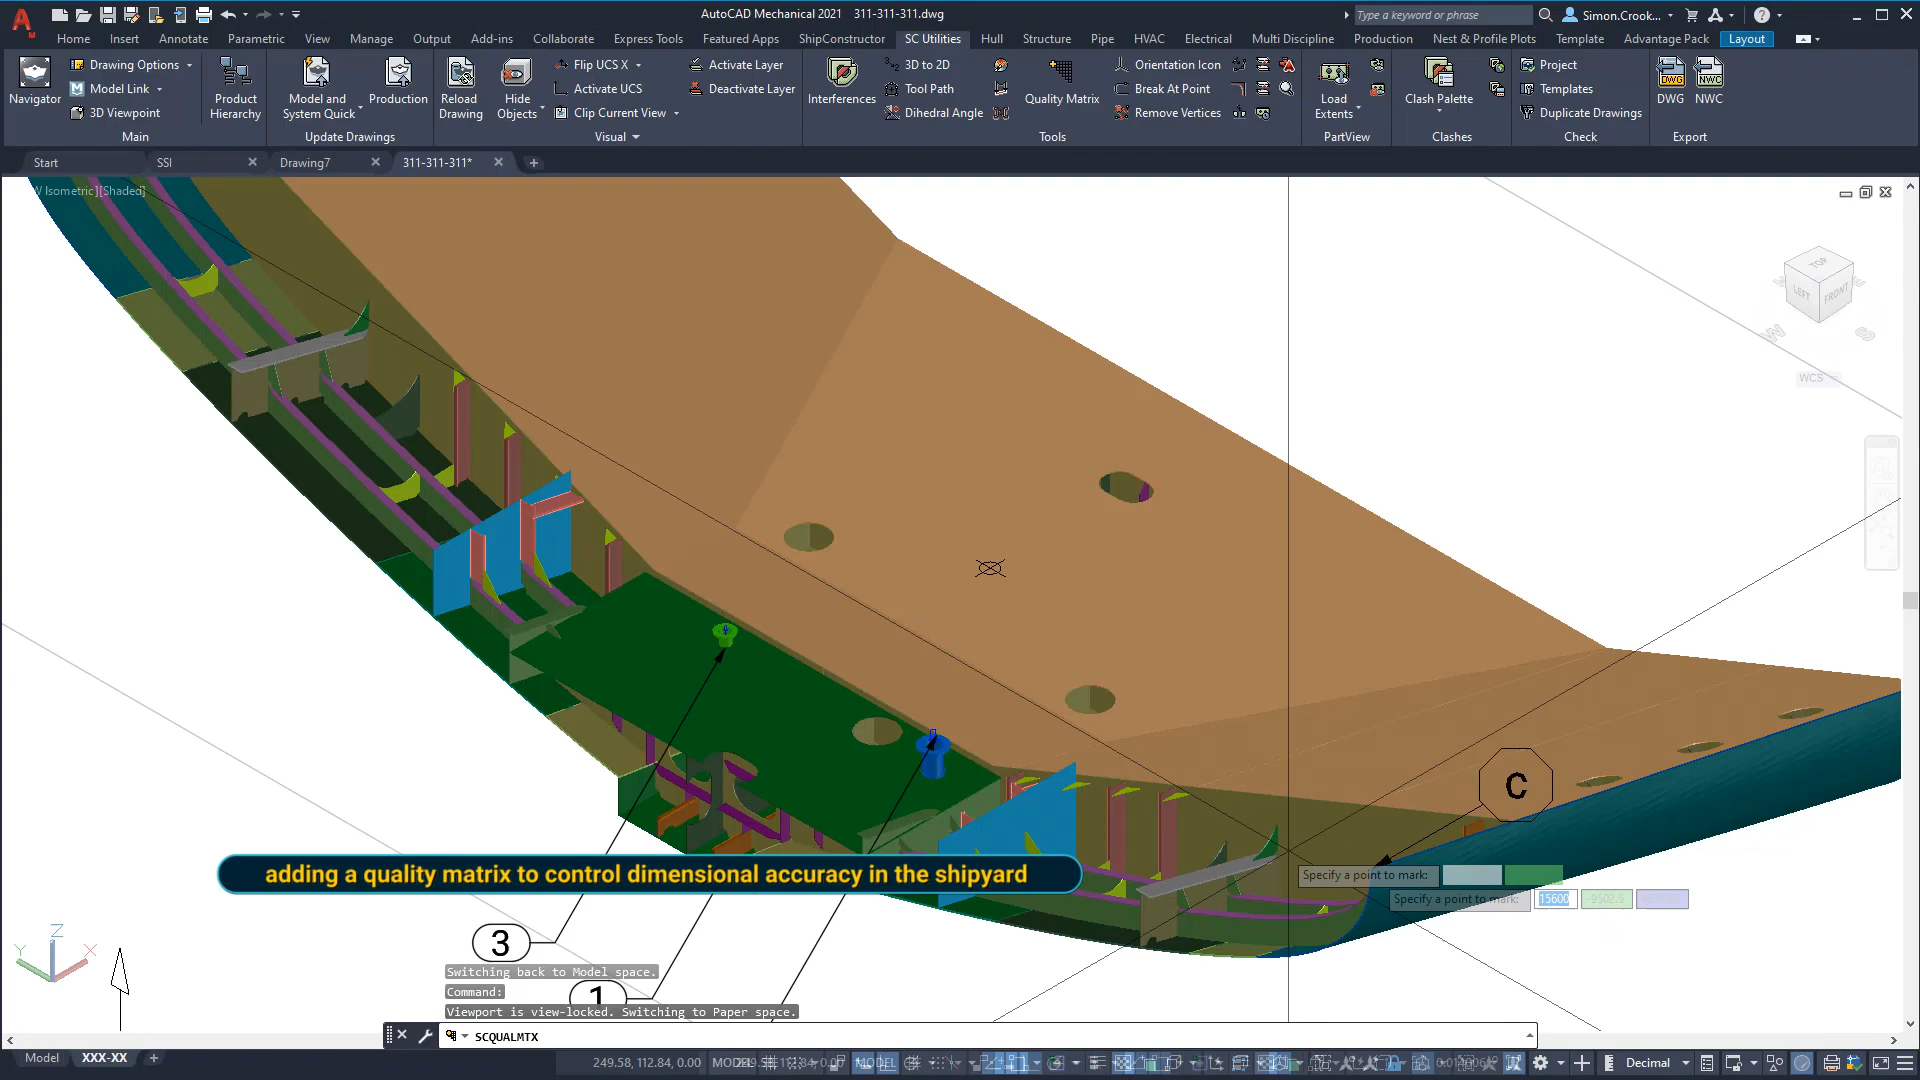 AutoCAD Mechanical 2021 311-311-311.dwg
Type a keyword or phrase
Simon.Crook...
Home Insert Annotate Parametric View Manage Output Add-ins Collaborate Express Tools Featured Apps ShipConstructor SC Utilities Hull Structure Pipe HVAC Electrical Multi Discipline Production Nest & Profile Plots Template Advantage Pack Layout
Navigator
Drawing Options
Model Link
3D Viewpoint
Main
Product Hierarchy
Model and System Quick
Production
Update Drawings
Reload Drawing
Hide Objects
Flip UCS X
Activate UCS
Clip Current View
Activate Layer
Deactivate Layer
Visual
Interferences
3D to 2D
Tool Path
Dihedral Angle
Quality Matrix
Orientation Icon
Break At Point
Remove Vertices
Tools
Load Extents
PartView
Clash Palette
Clashes
Project
Templates
Duplicate Drawings
Check
DWG
NWC
Export
Start SSI Drawing7 311-311-311*
W Isometric][Shaded]
TOP
LEFT
FRONT
W
S
WCS
C
Specify a point to mark:
Specify a point to mark: 15600 -9502.5
adding a quality matrix to control dimensional accuracy in the shipyard
3
1
Z
Y
X
Switching back to Model space.
Command:
Viewport is view-locked. Switching to Paper space.
SCQUALMTX
Model XXX-XX
249.58, 112.84, 0.00 MODEL
Decimal